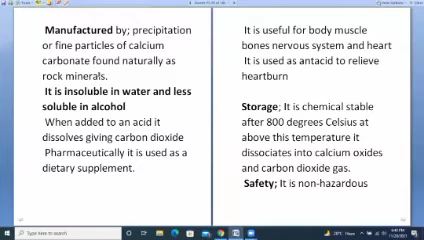 Manufactured by; precipitation
or fine particles of calcium
carbonate found naturally as
rock minerals.
It is insoluble in water and less
soluble in alcohol
When added to an acid it
dissolves giving carbon dioxide
Pharmaceutically it is used as a
dietary supplement.
It is useful for body muscle
bones nervous system and heart
It is used as antacid to relieve
heartburn
Storage; It is chemical stable
after 800 degrees Celsius at
above this temperature it
dissociates into calcium oxides
and carbon dioxide gas.
Safety; It is non-hazardous
Type here to search